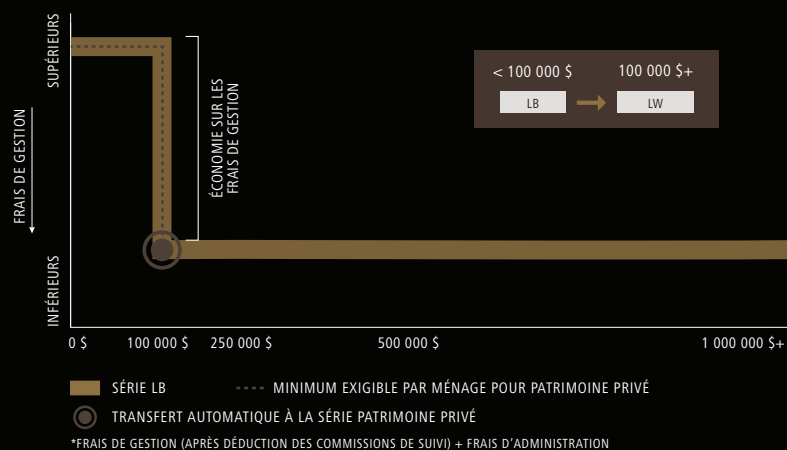 SUPÉRIEURS
FRAIS DE GESTION
INFÉRIEURS
ÉCONOMIE SUR LES
FRAIS DE GESTION
< 100 000 $ 100 000 $+
LB LW
0 $ 100 000 $ 250 000 $ 500 000 $ 1 000 000 $+
SÉRIE LB MINIMUM EXIGIBLE PAR MÉNAGE POUR PATRIMOINE PRIVÉ
TRANSFERT AUTOMATIQUE À LA SÉRIE PATRIMOINE PRIVÉ
*FRAIS DE GESTION (APRÈS DÉDUCTION DES COMMISSIONS DE SUIVI) + FRAIS D'ADMINISTRATION